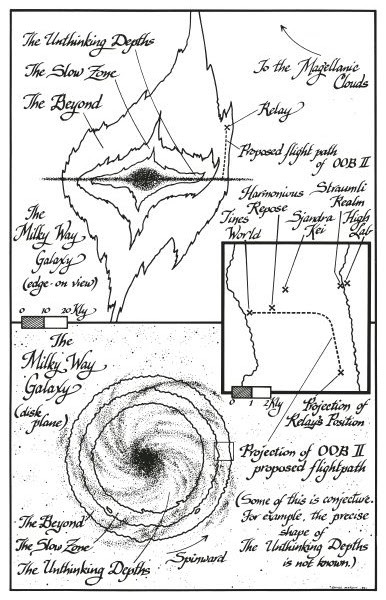 The Unthinking Depths
The Slow Zone
The Beyond
To the Magellanic
Clouds
Relay
Proposed flight path
of OOB II
The
Milky Way
Galaxy
(edge-on view)
0 10 20 Kly
Harmonious
Repose
Straumli
Realm
Tines
World
Sjandra
Kei
High
Lab
0 1 2 Kly
Projection of
Relay's Position
The
Milky Way
Galaxy
(disk
plane)
Projection of OOB II
proposed flightpath
(Some of this is conjecture.
For example, the precise
shape of
The Unthinking Depths
is not known.)
The Beyond
The Slow Zone
The Unthinking Depths
Spinward